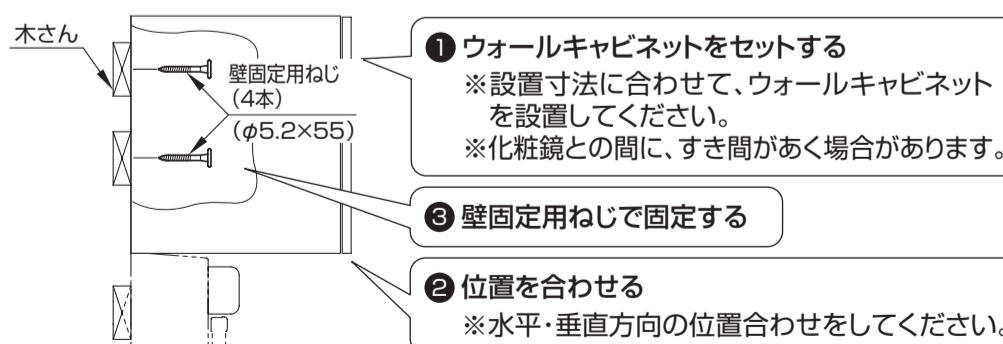 木さん
壁固定用ねじ
(4本)
(φ5.2×55)
❶ ウォールキャビネットをセットする
※設置寸法に合わせて、ウォールキャビネット
を設置してください。
※化粧鏡との間に、すき間があく場合があります。
❸ 壁固定用ねじで固定する
❷ 位置を合わせる
※水平・垂直方向の位置合わせをしてください。